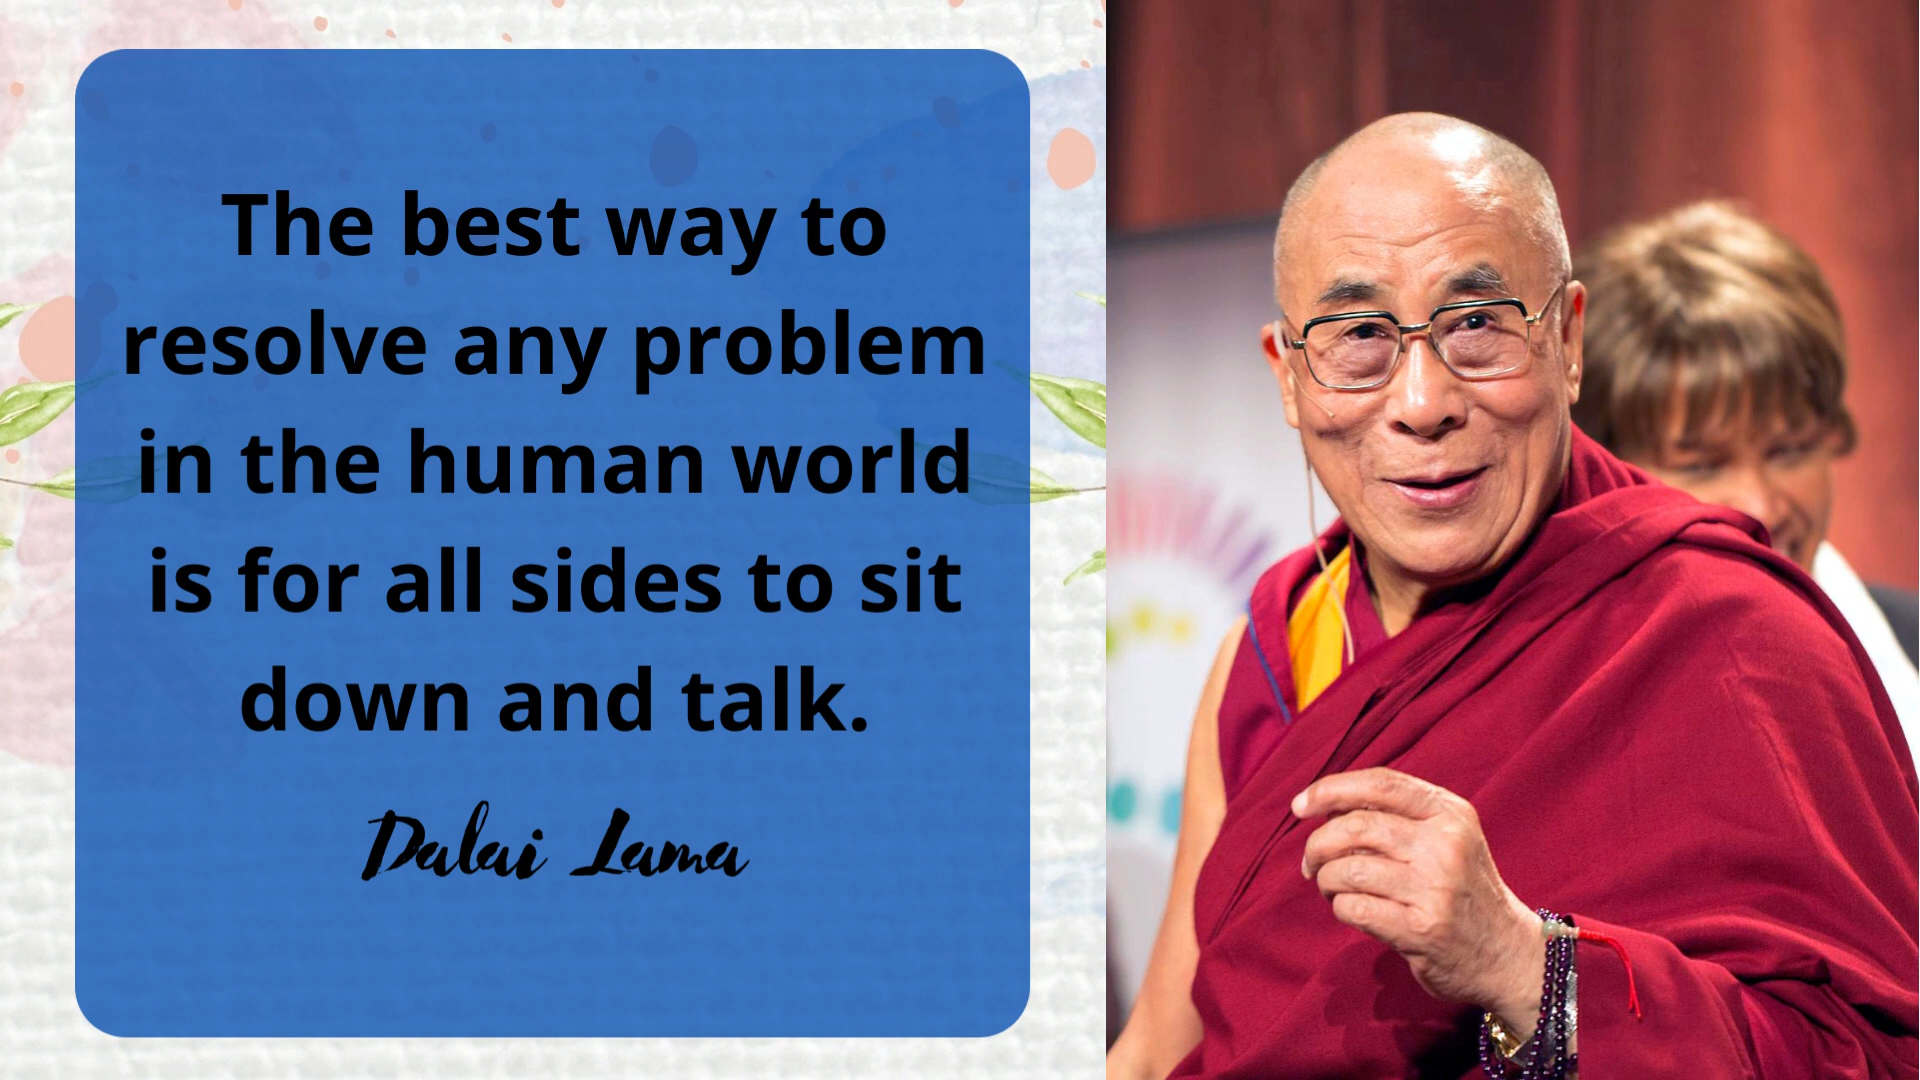 The best way to
resolve any problem
in the human world
is for all sides to sit
down and talk.
Dalai Lama